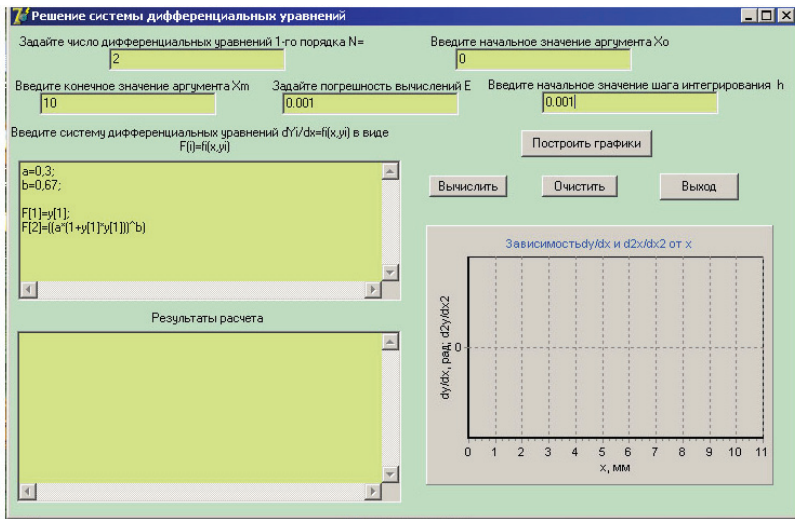 Решение системы дифференциальных уравнений
Задайте число дифференциальных уравнений 1-го порядка N=
2
Введите начальное значение аргумента Xo
0
Введите конечное значение аргумента Xm
10
Задайте погрешность вычислений E
0.001
Введите начальное значение шага интегрирования h
0.001
Введите систему дифференциальных уравнений dYi/dx=fi(x,yi) в виде
F(i)=fi(x,yi)
a=0,3;
b=0,67;
F[1]=y[1];
F[2]=((a*(1+y[1]*y[1]))^b)
Построить графики
Вычислить
Очистить
Выход
Результаты расчета
Зависимостьdy/dx и d2x/dx2 от x
dy/dx, рад; d2y/dx2
0
0 1 2 3 4 5 6 7 8 9 10 11
x, мм